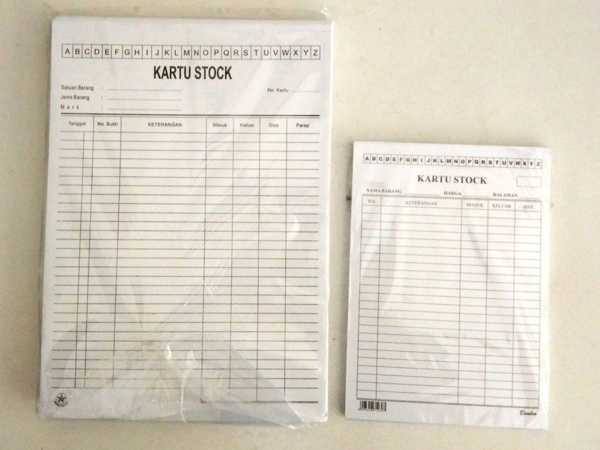 A B C D E F G H I J K L M N O P Q R S T U V W X Y Z
KARTU STOCK
Satuan Barang :
Jenis Barang :
No. Kartu :
Merk :
Tanggal No. Bukti KETERANGAN Masuk Keluar Sisa Paraf
A B C D E F G H I J K L M N O P Q R S T U V W X Y Z
KARTU STOCK
NAMA BARANG HARGA HALAMAN
TGL KETERANGAN MASUK KELUAR SISA